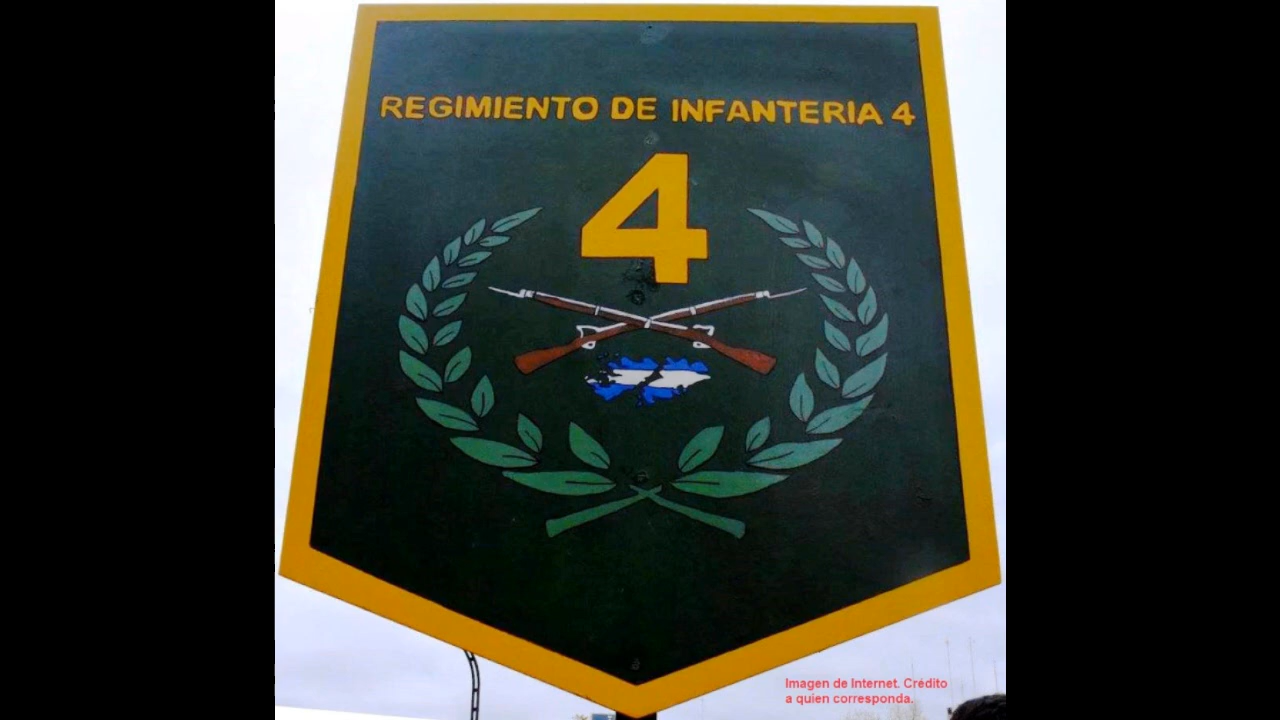 REGIMIENTO DE INFANTERIA 4
4
Imagen de Internet. Crédito
a quien corresponda.